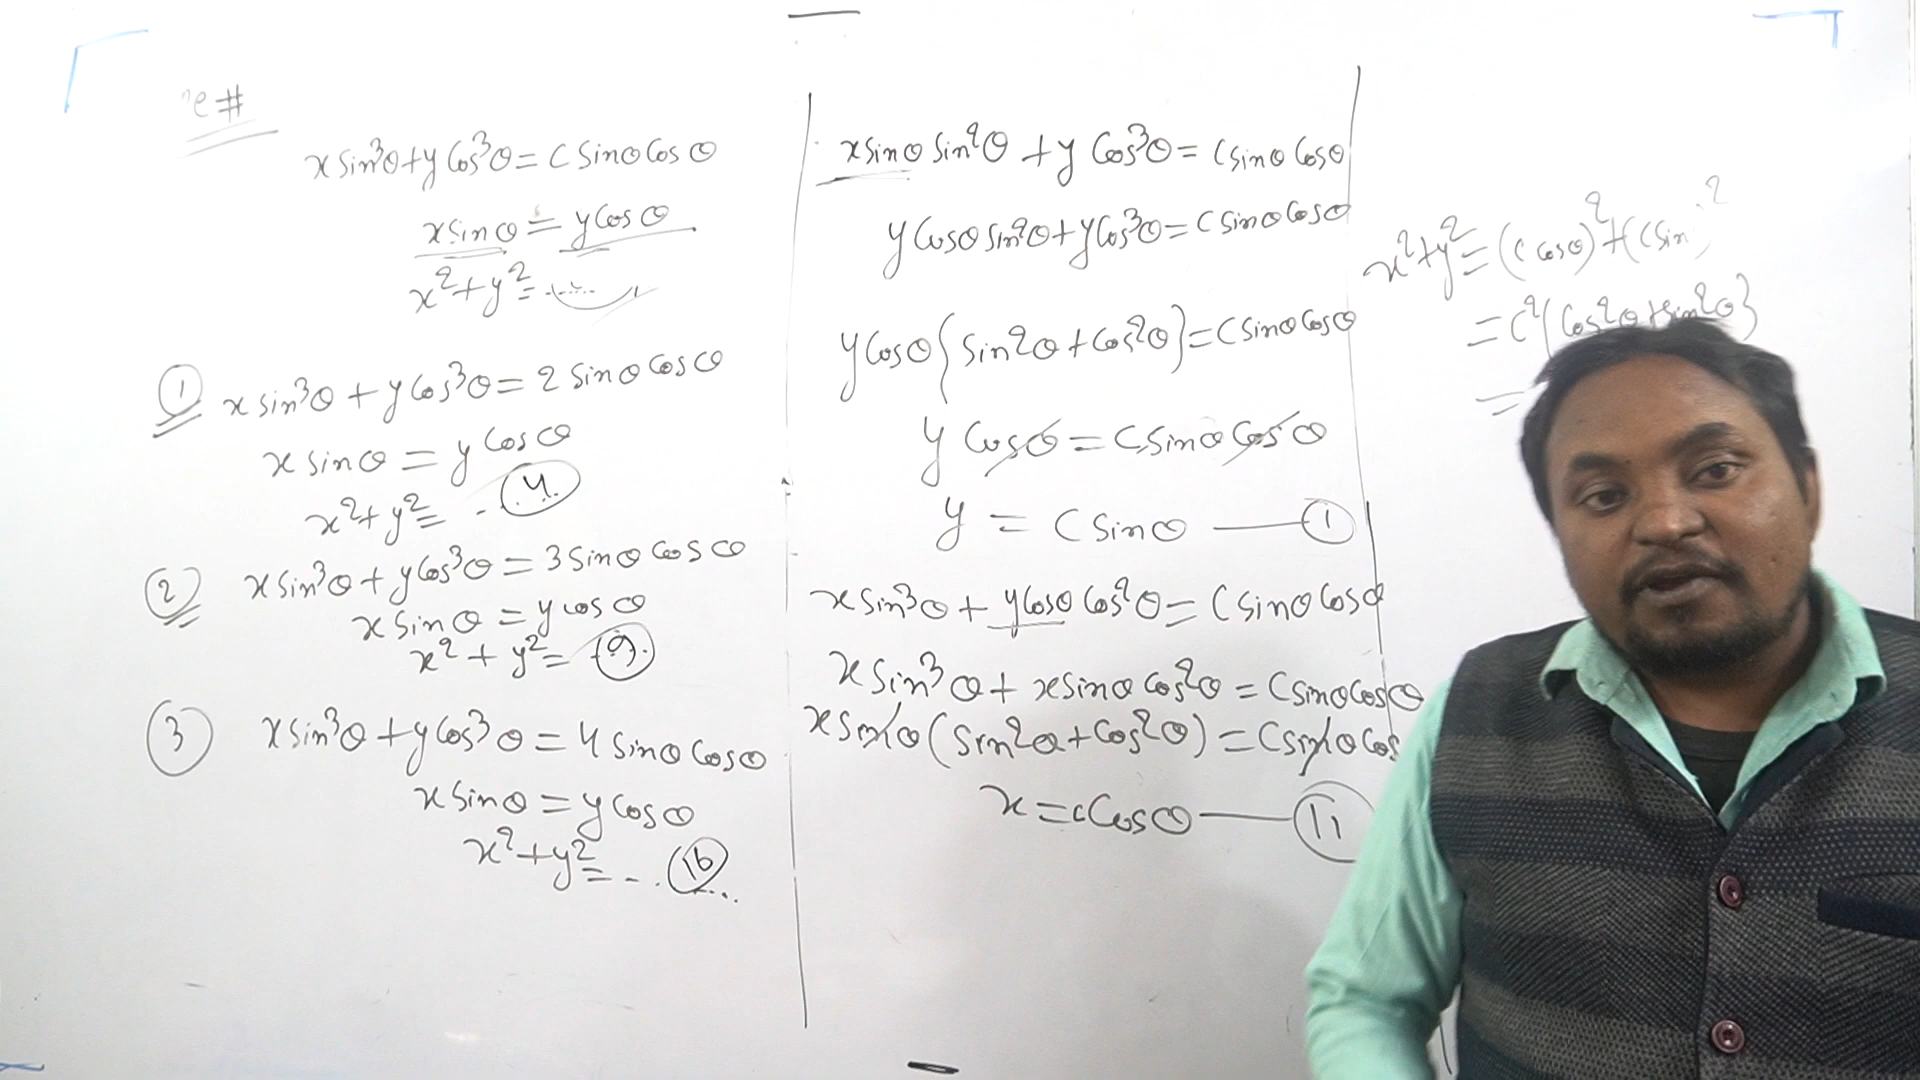 e#
x sin³θ + y cos³θ = c sinθ cosθ
x sinθ = y cosθ
x² + y² = ......
① x sin³θ + y cos³θ = 2 sinθ cosθ
x sinθ = y cosθ
x² + y² = - .4.
② x sin³θ + y cos³θ = 3 sinθ cosθ
x sinθ = y cosθ
x² + y² = 9.
③ x sin³θ + y cos³θ = 4 sinθ cosθ
x sinθ = y cosθ
x² + y² = - . 16 ...
x sinθ sin²θ + y cos³θ = c sinθ cosθ
y cosθ sin²θ + y cos³θ = c sinθ cosθ
y cosθ { sin²θ + cos²θ } = c sinθ cosθ
y cosθ = c sinθ cosθ
y = c sinθ — ①
x sin³θ + y cosθ cos²θ = c sinθ cosθ
x sin³θ + x sinθ cos²θ = c sinθ cosθ
x sinθ (sin²θ + cos²θ) = c sinθ cos
x = c cosθ — ⑪
x² + y² = (c cosθ)² + (c sin )²
= c² { cos²θ + sin²θ }
=